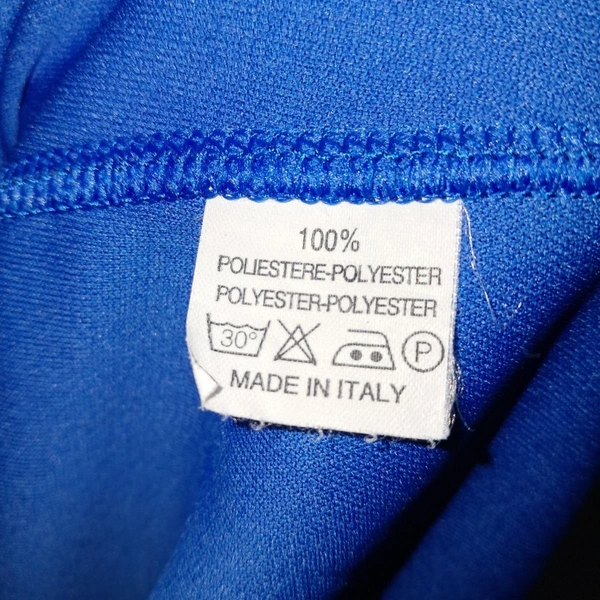 100%
POLIESTERE-POLYESTER
POLYESTER-POLYESTER
30° P
MADE IN ITALY